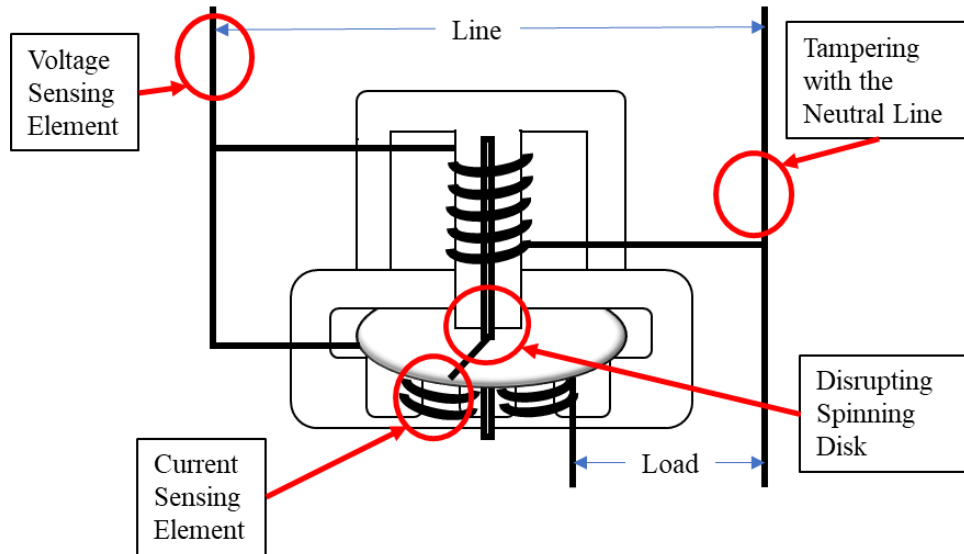 Line
Voltage
Sensing
Element
Tampering
with the
Neutral Line
Disrupting
Spinning
Disk
Current
Sensing
Element
Load